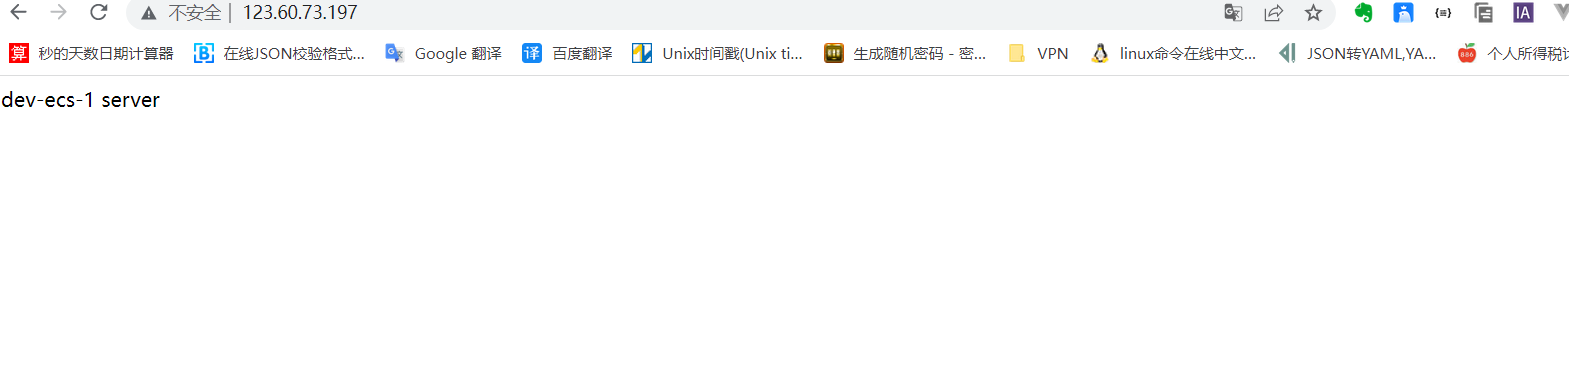 不安全 | 123.60.73.197
算 秒的天数日期计算器 在线JSON校验格式... Google 翻译 译 百度翻译 Unix时间戳(Unix ti... 生成随机密码 - 密... VPN linux命令在线中文... JSON转YAML,YA... 个人所得税
dev-ecs-1 server